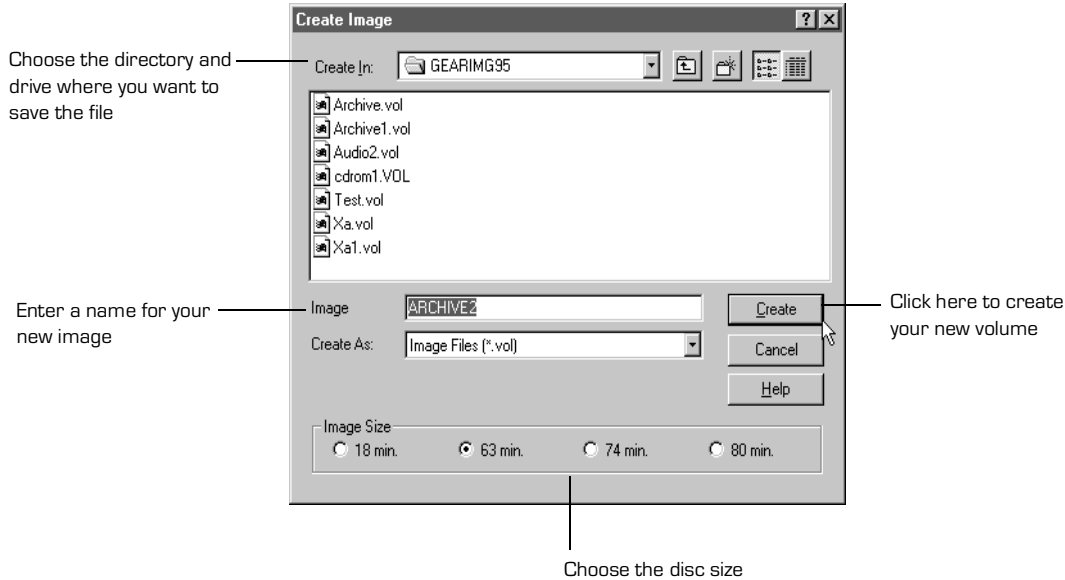 Create Image
Choose the directory and
drive where you want to
save the file
Create In:
GEARIMG95
Archive.vol
Archive1.vol
Audio2.vol
cdrom1.VOL
Test.vol
Xa.vol
Xa1.vol
Enter a name for your
new image
Image
ARCHIVE2
Create
Click here to create
your new volume
Create As:
Image Files (*.vol)
Cancel
Help
Image Size
18 min.
63 min.
74 min.
80 min.
Choose the disc size